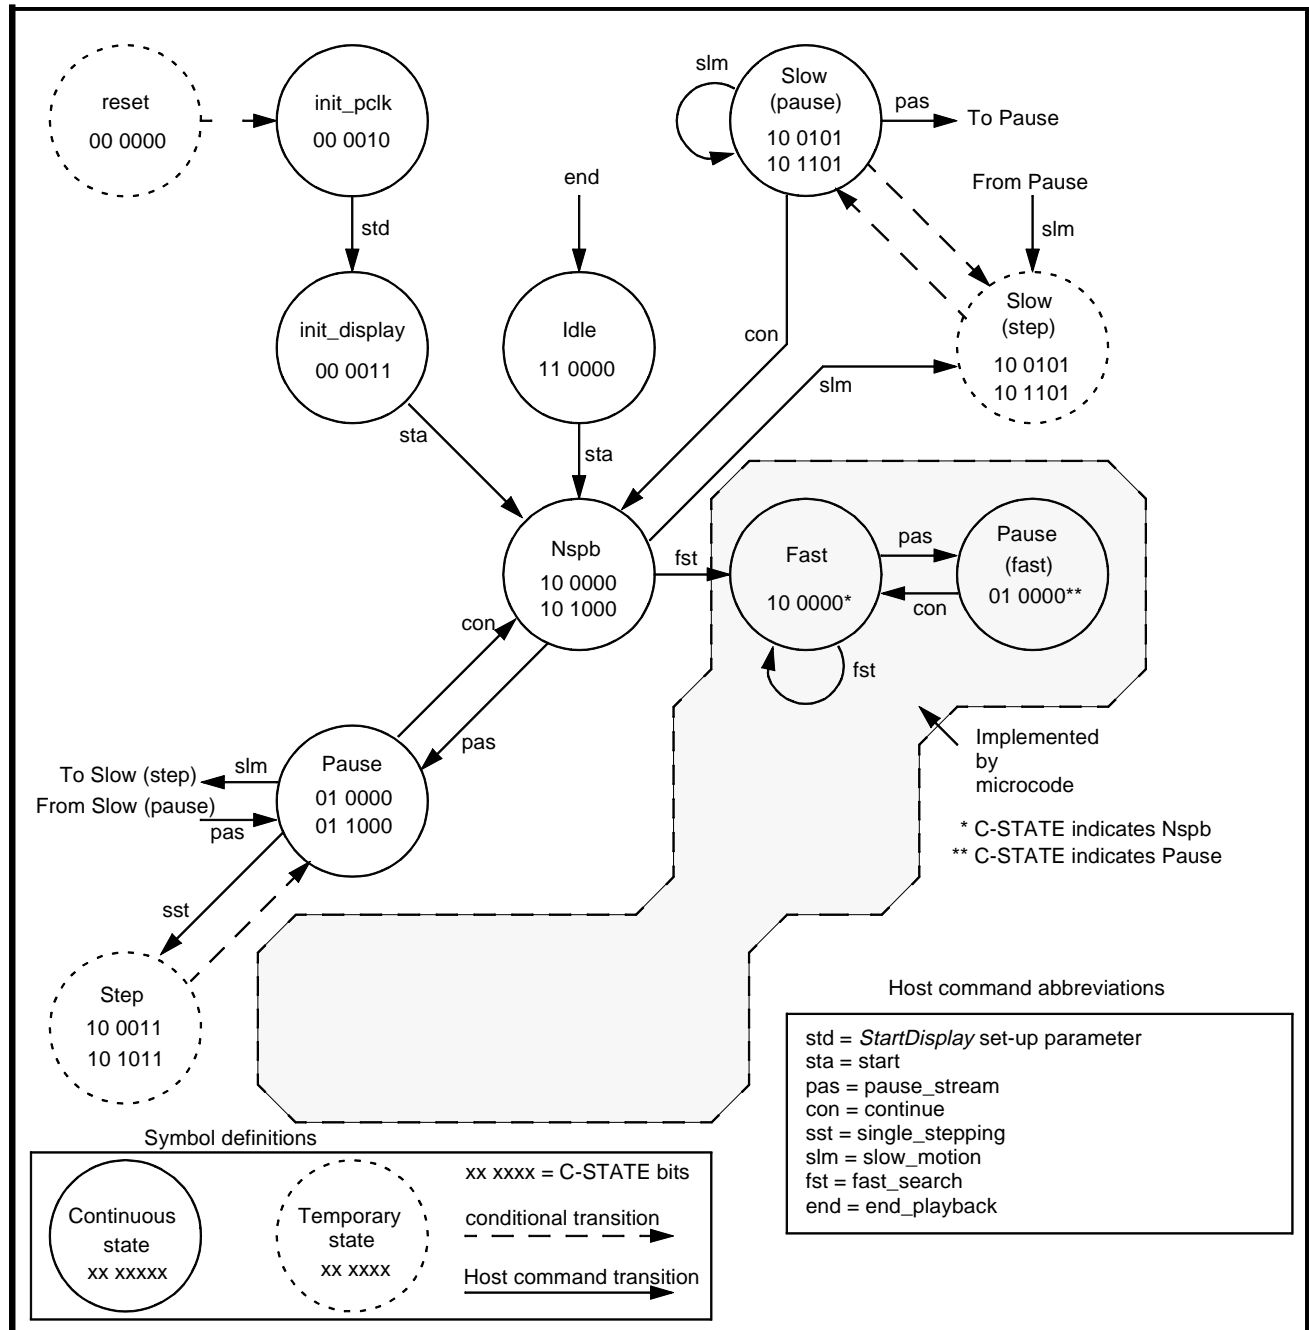 reset
00 0000
init_pclk
00 0010
slm
Slow
(pause)
10 0101
10 1101
pas
To Pause
end
From Pause
slm
std
init_display
00 0011
Idle
11 0000
con
slm
Slow
(step)
10 0101
10 1101
sta
sta
Nspb
10 0000
10 1000
fst
Fast
10 0000*
pas
con
Pause
(fast)
01 0000**
fst
con
pas
Implemented
by
microcode
* C-STATE indicates Nspb
** C-STATE indicates Pause
To Slow (step)
slm
From Slow (pause)
pas
Pause
01 0000
01 1000
sst
Step
10 0011
10 1011
Host command abbreviations
std = StartDisplay set-up parameter
sta = start
pas = pause_stream
con = continue
sst = single_stepping
slm = slow_motion
fst = fast_search
end = end_playback
Symbol definitions
Continuous
state
xx xxxxx
Temporary
state
xx xxxx
xx xxxx = C-STATE bits
conditional transition
Host command transition